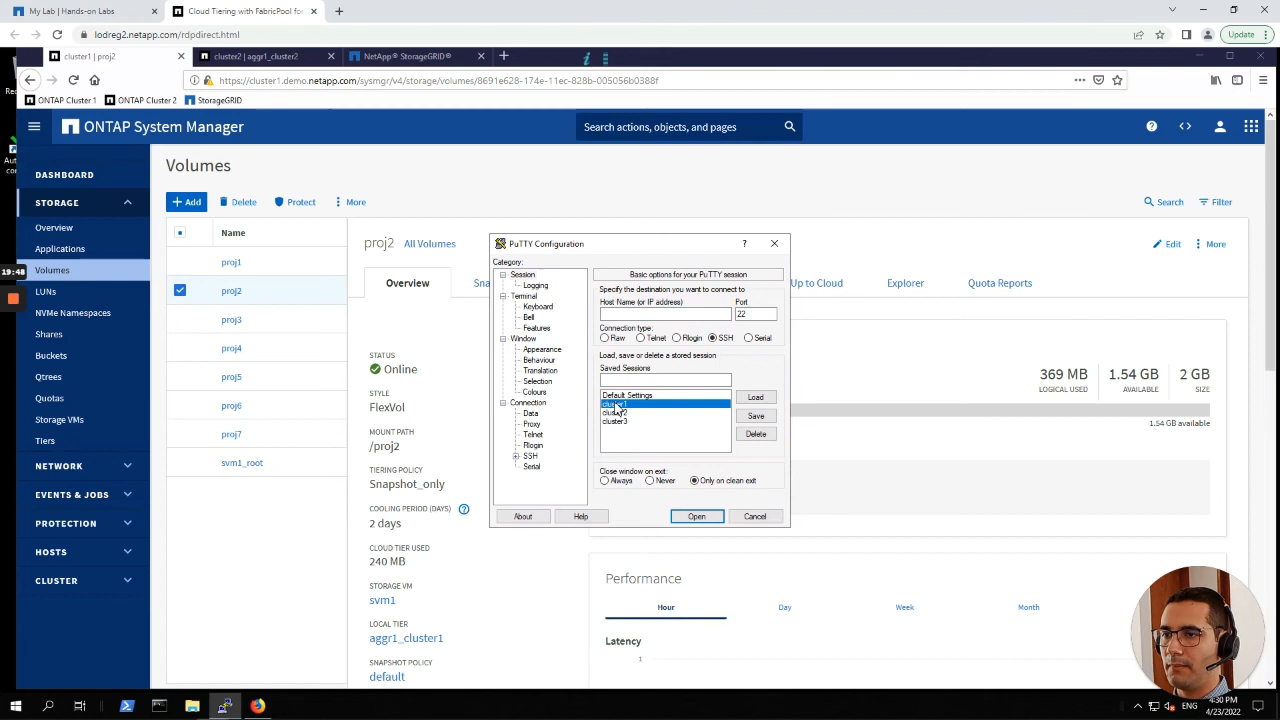 My Lab | Hands-on Labs
Cloud Tiering with FabricPool for
lodreg2.netapp.com/rdpdirect.html
Update
cluster1 | proj2
cluster2 | aggr1_cluster2
NetApp® StorageGRID®
https://cluster1.demo.netapp.com/sysmgr/v4/storage/volumes/8691e628-174e-11ec-828b-005056b0388f
ONTAP Cluster 1
ONTAP Cluster 2
StorageGRID
ONTAP System Manager
Search actions, objects, and pages
DASHBOARD
STORAGE
Overview
Applications
Volumes
LUNs
NVMe Namespaces
Shares
Buckets
Qtrees
Quotas
Storage VMs
Tiers
NETWORK
EVENTS & JOBS
PROTECTION
HOSTS
CLUSTER
19:48
Volumes
Add
Delete
Protect
More
Search
Filter
Name
proj1
proj2
proj3
proj4
proj5
proj6
proj7
svm1_root
proj2 All Volumes
Edit
More
Overview
Sna
Up to Cloud
Explorer
Quota Reports
STATUS
Online
STYLE
FlexVol
MOUNT PATH
/proj2
TIERING POLICY
Snapshot_only
COOLING PERIOD (DAYS)
2 days
CLOUD TIER USED
240 MB
STORAGE VM
svm1
LOCAL TIER
aggr1_cluster1
SNAPSHOT POLICY
default
369 MB
LOGICAL USED
1.54 GB
AVAILABLE
2 GB
SIZE
1.54 GB available
Performance
Hour
Day
Week
Month
Latency
1
PuTTY Configuration
Category:
Session
Logging
Terminal
Keyboard
Bell
Features
Window
Appearance
Behaviour
Translation
Selection
Colours
Connection
Data
Proxy
Telnet
Rlogin
SSH
Serial
Basic options for your PuTTY session
Specify the destination you want to connect to
Host Name (or IP address)
Port
22
Connection type:
Raw
Telnet
Rlogin
SSH
Serial
Load, save or delete a stored session
Saved Sessions
Default Settings
cluster1
cluster2
cluster3
Load
Save
Delete
Close window on exit:
Always
Never
Only on clean exit
About
Help
Open
Cancel
ENG
4:30 PM
4/23/2022